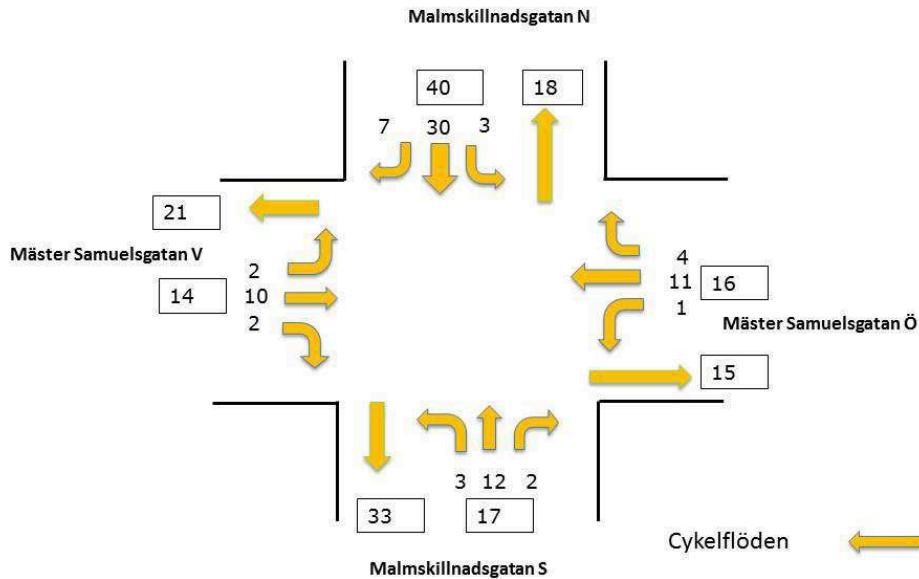 Malmskillnadsgatan N
40 18
7 30 3
21
Mäster Samuelsgatan V
2
14 10
2
4
11 16
1
Mäster Samuelsgatan Ö
15
3 12 2
33 17
Cykelflöden
Malmskillnadsgatan S